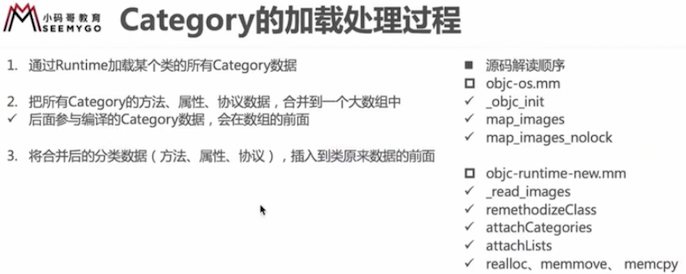 小码哥教育
SEEMYGO
Category的加载处理过程
1. 通过Runtime加载某个类的所有Category数据
2. 把所有Category的方法、属性、协议数据，合并到一个大数组中
✓ 后面参与编译的Category数据，会在数组的前面
3. 将合并后的分类数据（方法、属性、协议），插入到类原来数据的前面
■ 源码解读顺序
objc-os.mm
✓ _objc_init
✓ map_images
✓ map_images_nolock
objc-runtime-new.mm
✓ _read_images
✓ remethodizeClass
✓ attachCategories
✓ attachLists
✓ realloc、memmove、 memcpy